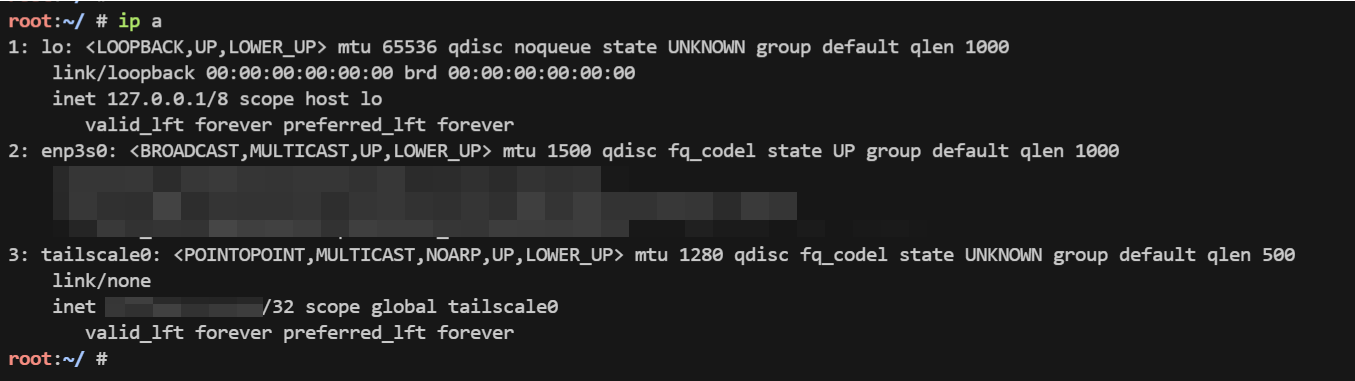 root:~/ # ip a
1: lo: <LOOPBACK,UP,LOWER_UP> mtu 65536 qdisc noqueue state UNKNOWN group default qlen 1000
link/loopback 00:00:00:00:00:00 brd 00:00:00:00:00:00
inet 127.0.0.1/8 scope host lo
valid_lft forever preferred_lft forever
2: enp3s0: <BROADCAST,MULTICAST,UP,LOWER_UP> mtu 1500 qdisc fq_codel state UP group default qlen 1000
3: tailscale0: <POINTOPOINT,MULTICAST,NOARP,UP,LOWER_UP> mtu 1280 qdisc fq_codel state UNKNOWN group default qlen 500
link/none
inet /32 scope global tailscale0
valid_lft forever preferred_lft forever
root:~/ #